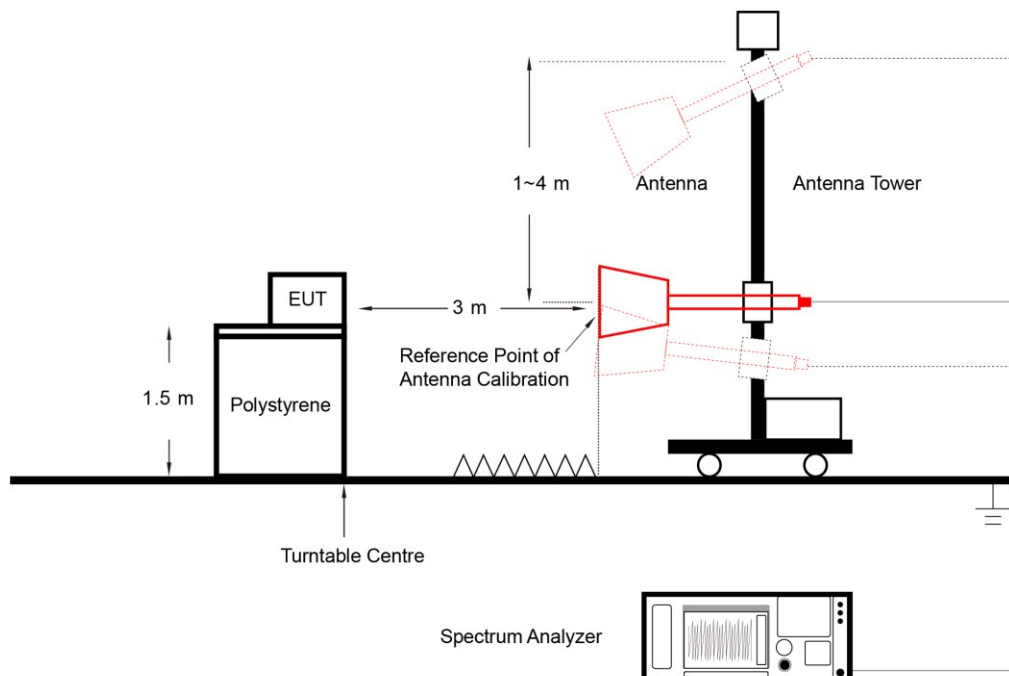 1~4 m
Antenna
Antenna Tower
EUT
3 m
Reference Point of
Antenna Calibration
1.5 m
Polystyrene
Turntable Centre
Spectrum Analyzer